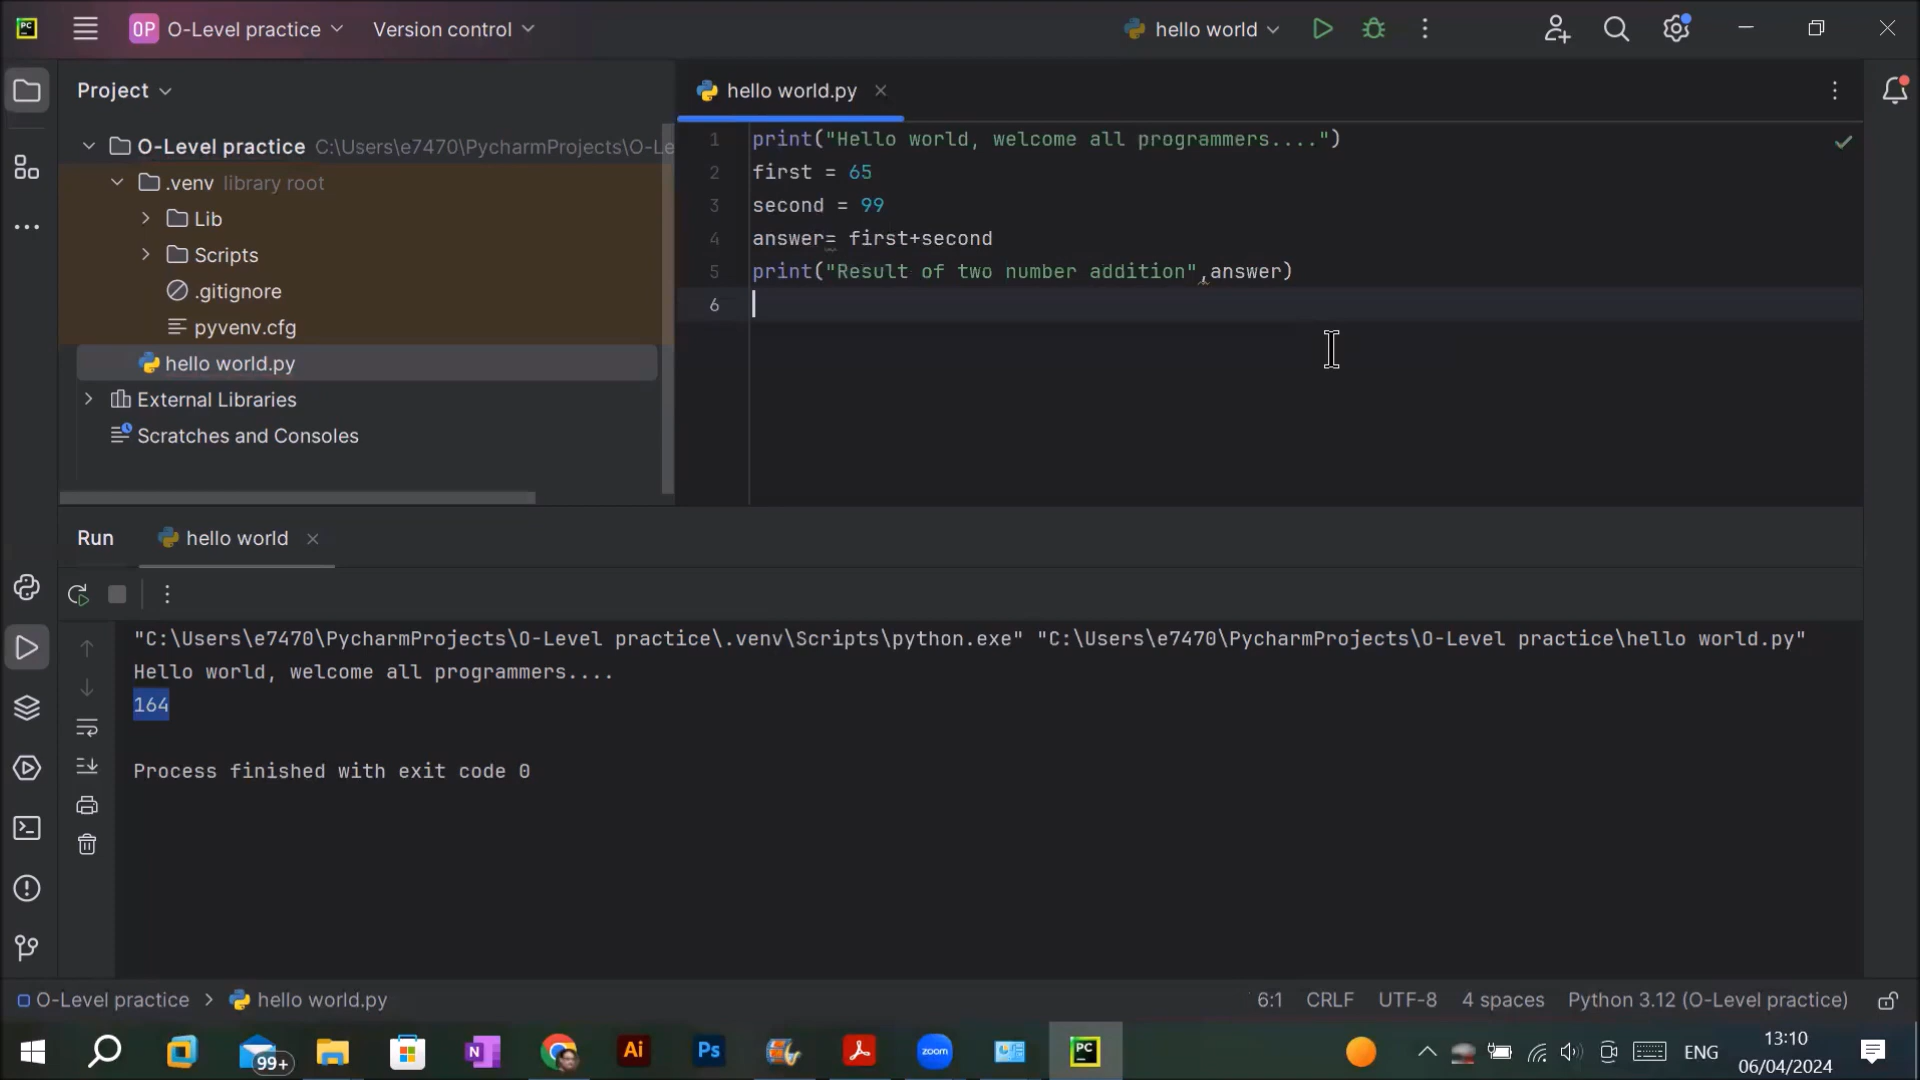 PC
OP O-Level practice
Version control
hello world
Project
hello world.py
O-Level practice C:\Users\e7470\PycharmProjects\O-Le
.venv library root
Lib
Scripts
.gitignore
pyvenv.cfg
hello world.py
External Libraries
Scratches and Consoles
1 print("Hello world, welcome all programmers....")
2 first = 65
3 second = 99
4 answer= first+second
5 print("Result of two number addition",answer)
6
Run
hello world
"C:\Users\e7470\PycharmProjects\O-Level practice\.venv\Scripts\python.exe" "C:\Users\e7470\PycharmProjects\O-Level practice\hello world.py"
Hello world, welcome all programmers....
164
Process finished with exit code 0
O-Level practice > hello world.py
6:1 CRLF UTF-8 4 spaces Python 3.12 (O-Level practice)
99+
Ai
Ps
zoom
PC
ENG
13:10
06/04/2024